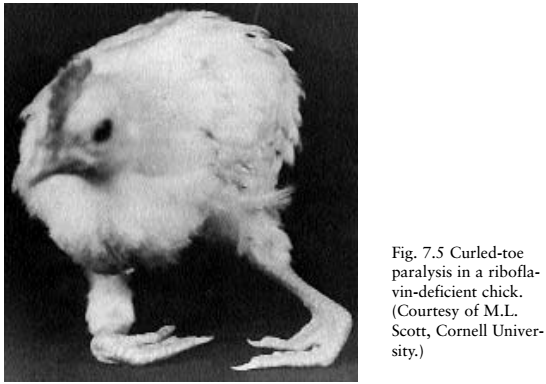 Fig. 7.5 Curled-toe
paralysis in a ribofla-
vin-deficient chick.
(Courtesy of M.L.
Scott, Cornell Univer-
sity.)